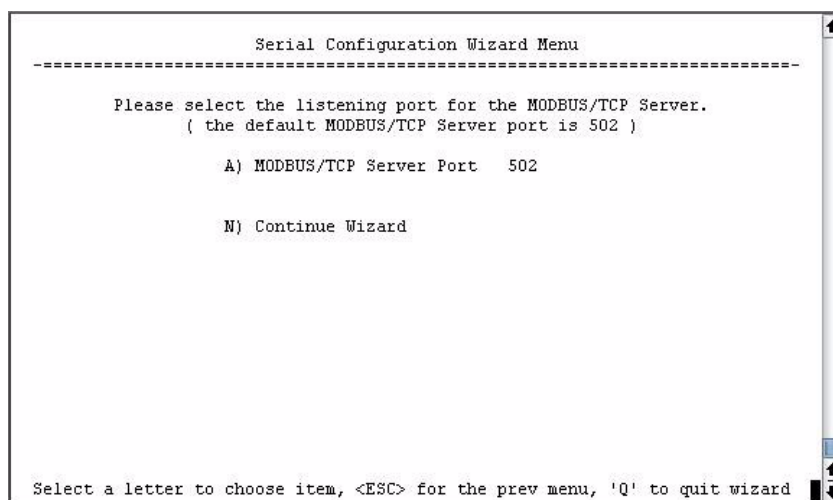 Serial Configuration Wizard Menu
-==========================================================================-
Please select the listening port for the MODBUS/TCP Server.
( the default MODBUS/TCP Server port is 502 )
A) MODBUS/TCP Server Port 502
N) Continue Wizard
Select a letter to choose item, <ESC> for the prev menu, 'Q' to quit wizard